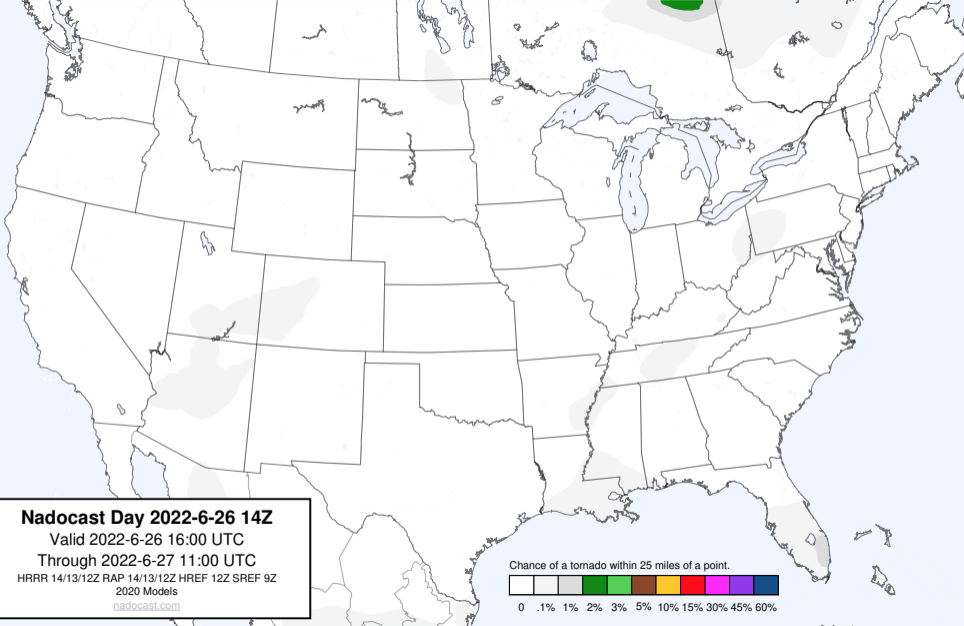 Nadocast Day 2022-6-26 14Z
Valid 2022-6-26 16:00 UTC
Through 2022-6-27 11:00 UTC
HRRR 14/13/12Z RAP 14/13/12Z HREF 12Z SREF 9Z
2020 Models
nadocast.com
Chance of a tornado within 25 miles of a point.
0 .1% 1% 2% 3% 5% 10% 15% 30% 45% 60%